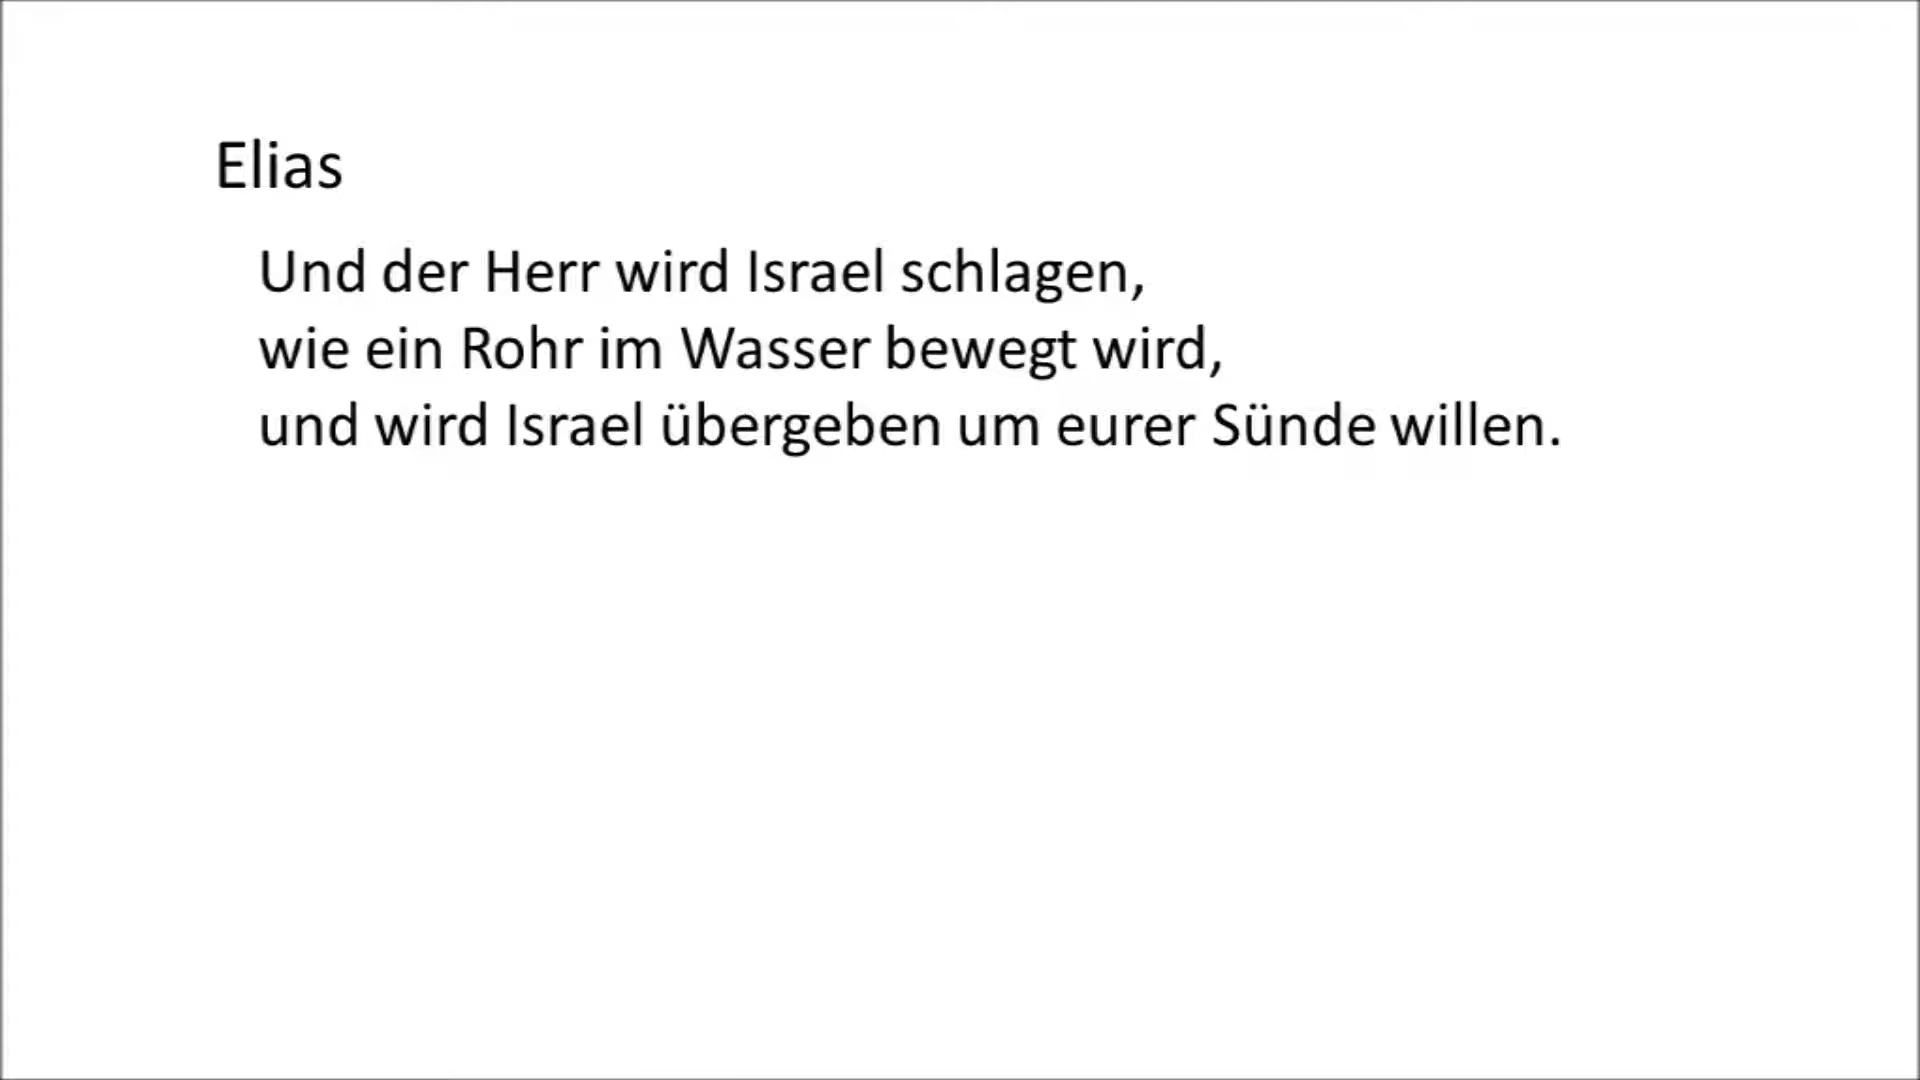 Elias
Und der Herr wird Israel schlagen,
wie ein Rohr im Wasser bewegt wird,
und wird Israel übergeben um eurer Sünde willen.